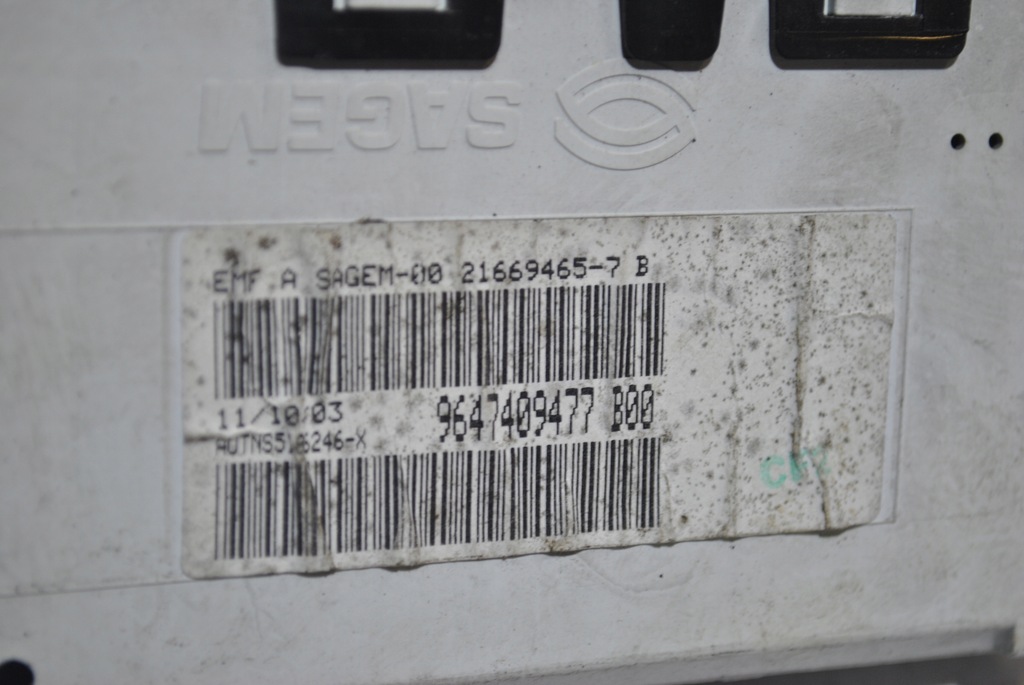 SAGEM
EMF A SAGEM-00 21669465-7 B
11/10/03
9647409477 B00